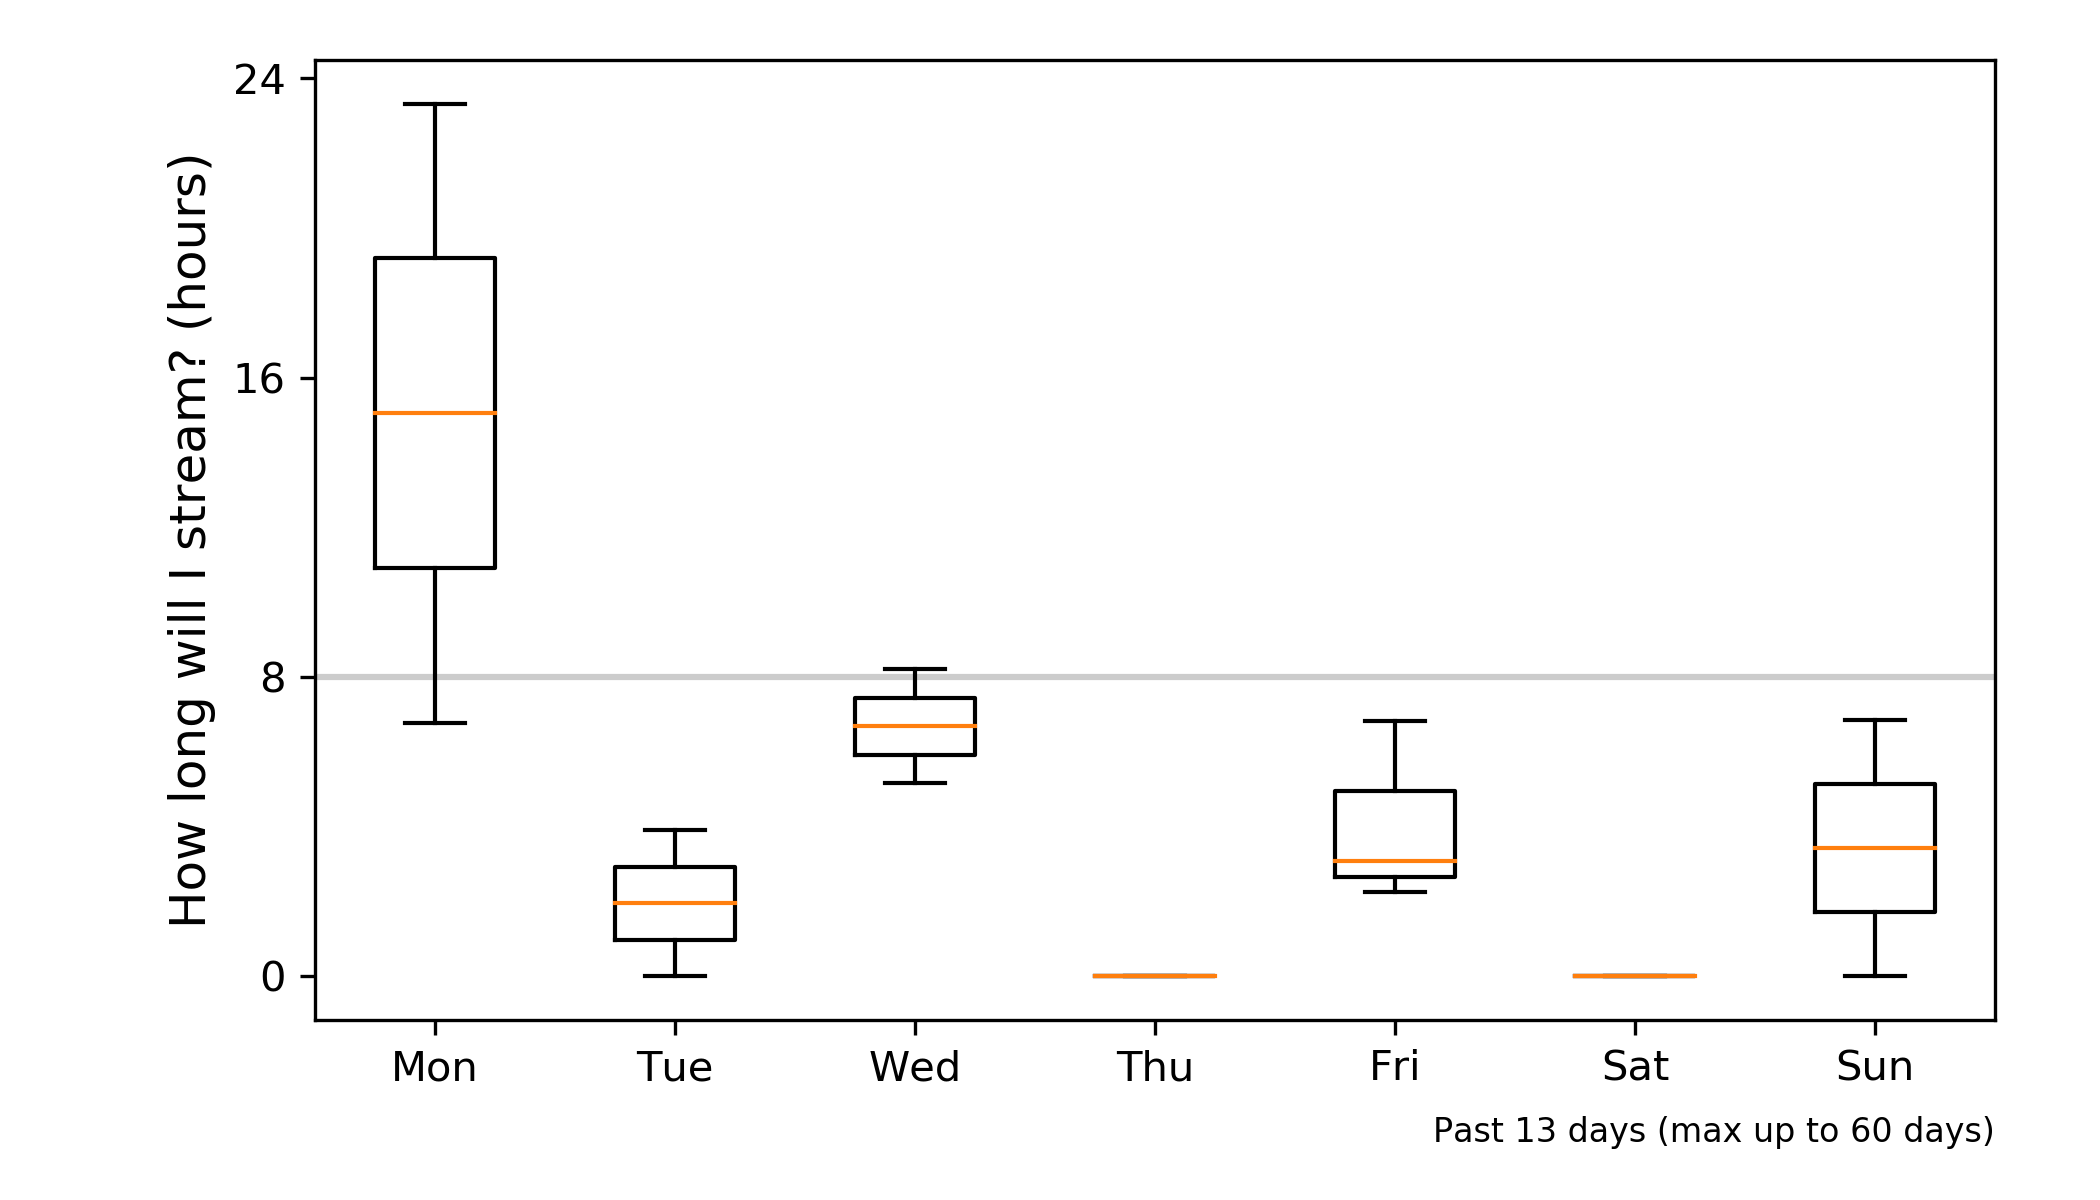 How long will I stream? (hours)
24
16
8
0
Mon Tue Wed Thu Fri Sat Sun
Past 13 days (max up to 60 days)